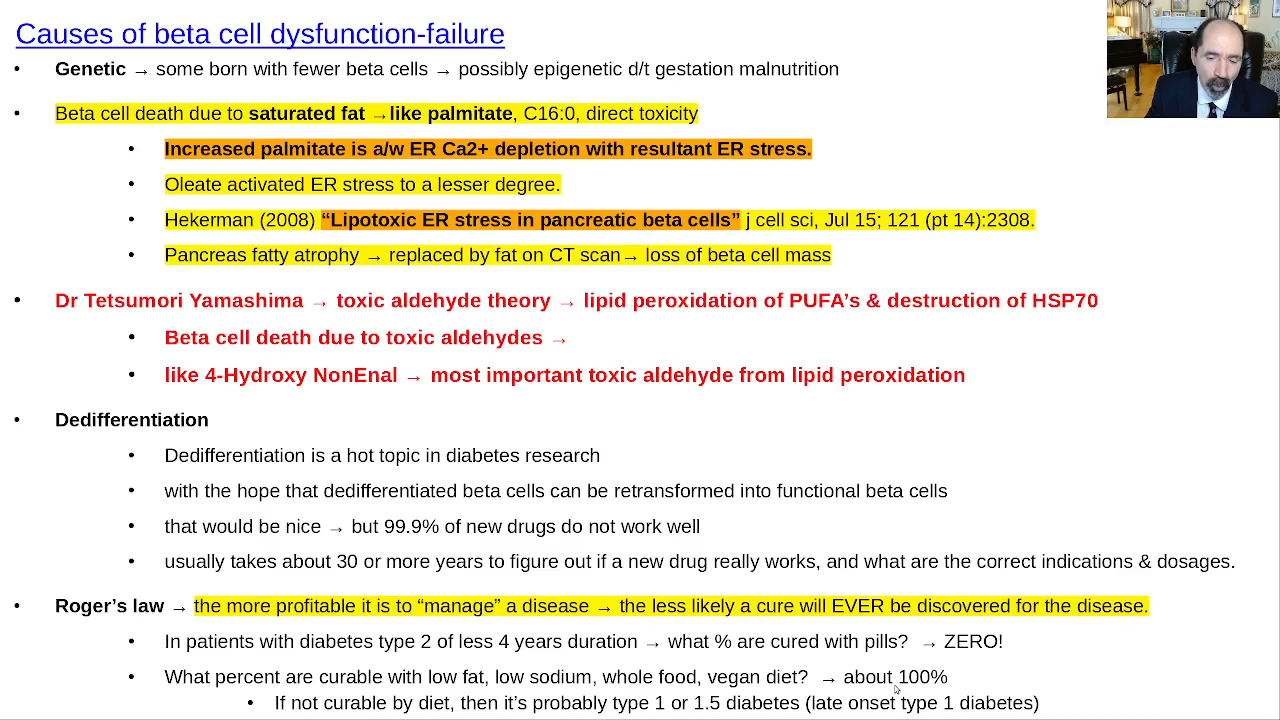 Causes of beta cell dysfunction-failure
• Genetic → some born with fewer beta cells → possibly epigenetic d/t gestation malnutrition
• Beta cell death due to saturated fat →like palmitate, C16:0, direct toxicity
• Increased palmitate is a/w ER Ca2+ depletion with resultant ER stress.
• Oleate activated ER stress to a lesser degree.
• Hekerman (2008) “Lipotoxic ER stress in pancreatic beta cells” j cell sci, Jul 15; 121 (pt 14):2308.
• Pancreas fatty atrophy → replaced by fat on CT scan→ loss of beta cell mass
• Dr Tetsumori Yamashima → toxic aldehyde theory → lipid peroxidation of PUFA’s & destruction of HSP70
• Beta cell death due to toxic aldehydes →
• like 4-Hydroxy NonEnal → most important toxic aldehyde from lipid peroxidation
• Dedifferentiation
• Dedifferentiation is a hot topic in diabetes research
• with the hope that dedifferentiated beta cells can be retransformed into functional beta cells
• that would be nice → but 99.9% of new drugs do not work well
• usually takes about 30 or more years to figure out if a new drug really works, and what are the correct indications & dosages.
• Roger’s law → the more profitable it is to “manage” a disease → the less likely a cure will EVER be discovered for the disease.
• In patients with diabetes type 2 of less 4 years duration → what % are cured with pills? → ZERO!
• What percent are curable with low fat, low sodium, whole food, vegan diet? → about 100%
• If not curable by diet, then it’s probably type 1 or 1.5 diabetes (late onset type 1 diabetes)